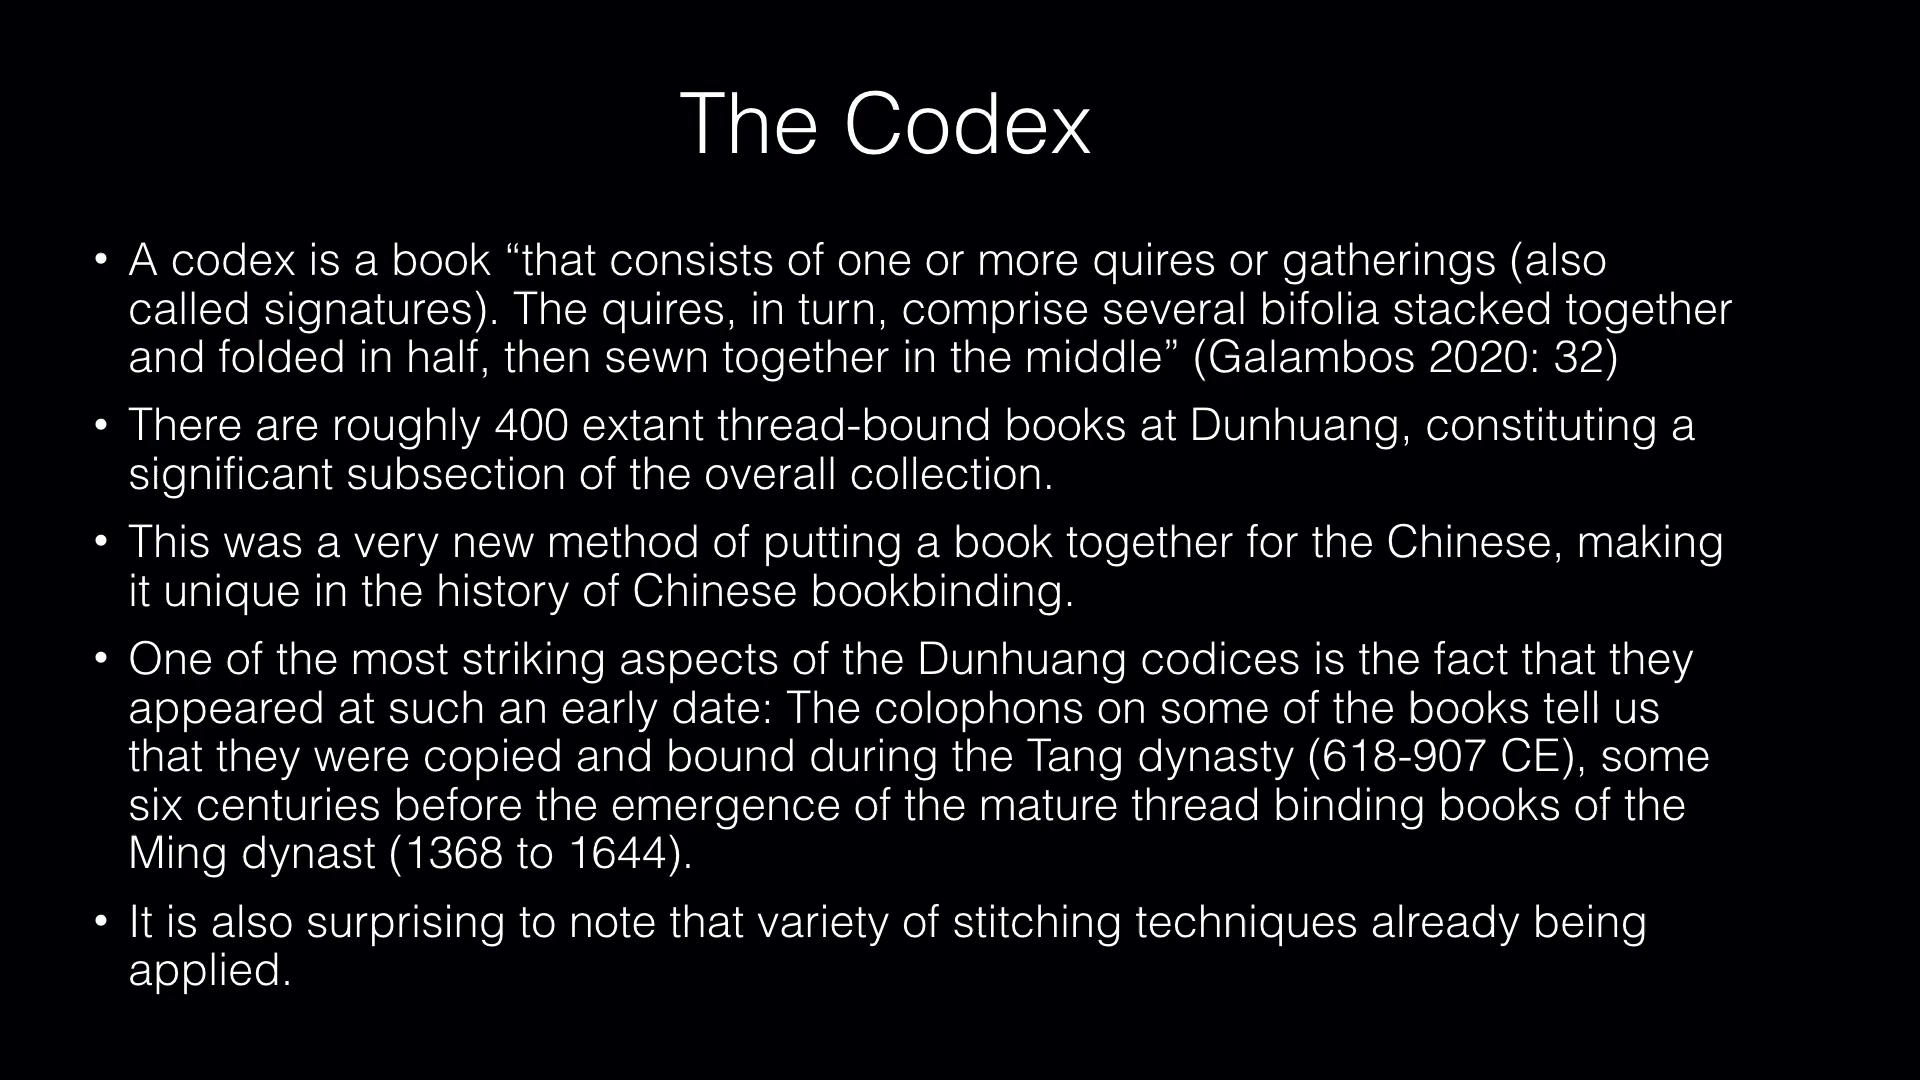 The Codex
• A codex is a book “that consists of one or more quires or gatherings (also
called signatures). The quires, in turn, comprise several bifolia stacked together
and folded in half, then sewn together in the middle” (Galambos 2020: 32)
• There are roughly 400 extant thread-bound books at Dunhuang, constituting a
significant subsection of the overall collection.
• This was a very new method of putting a book together for the Chinese, making
it unique in the history of Chinese bookbinding.
• One of the most striking aspects of the Dunhuang codices is the fact that they
appeared at such an early date: The colophons on some of the books tell us
that they were copied and bound during the Tang dynasty (618-907 CE), some
six centuries before the emergence of the mature thread binding books of the
Ming dynast (1368 to 1644).
• It is also surprising to note that variety of stitching techniques already being
applied.